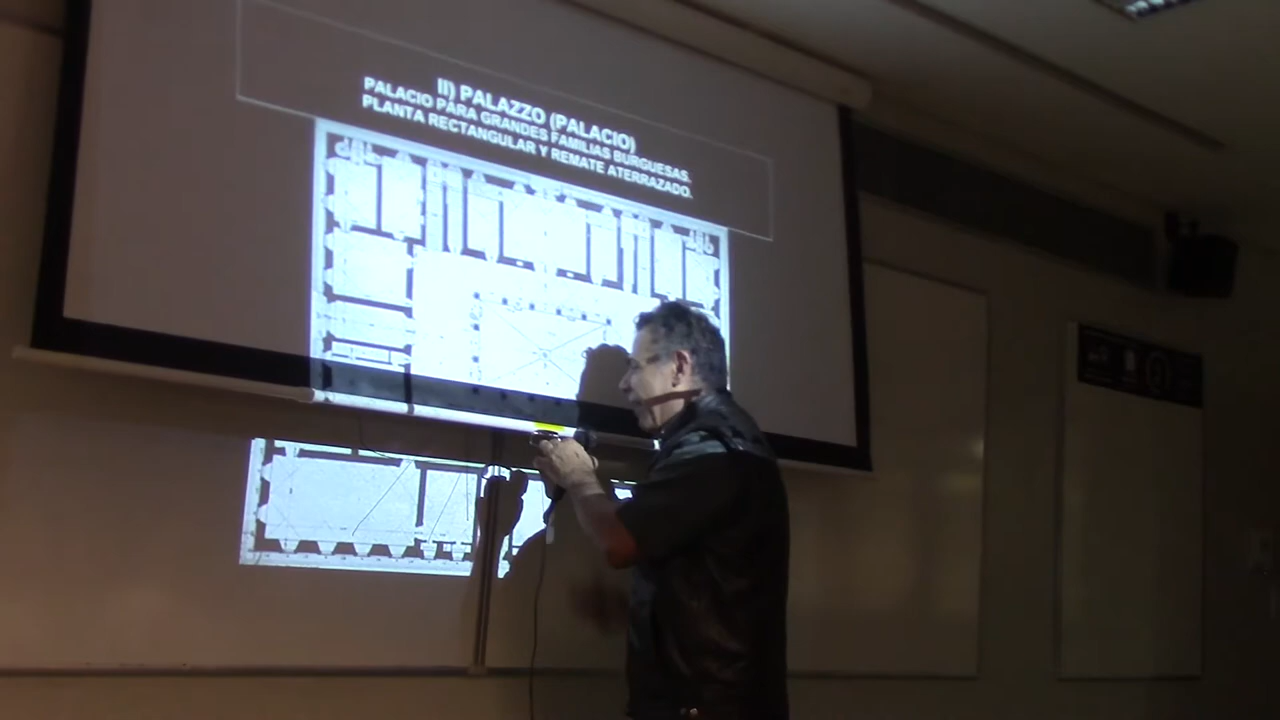 II) PALAZZO (PALACIO)
PALACIO PARA GRANDES FAMILIAS BURGUESAS.
PLANTA RECTANGULAR Y REMATE ATERRAZADO.